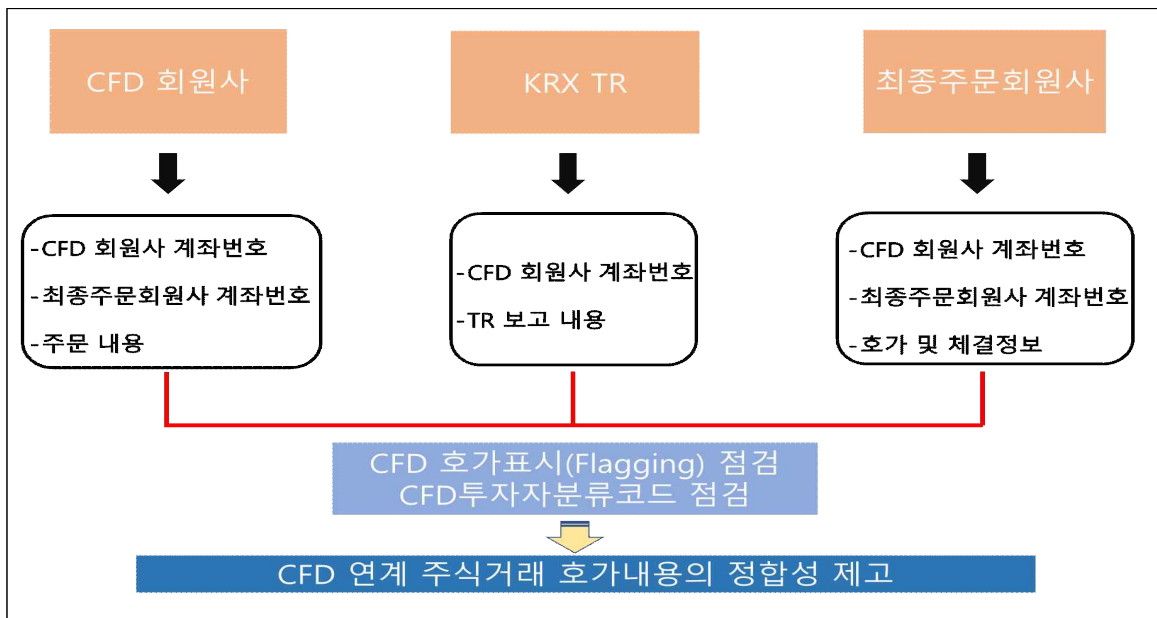 CFD 회원사
KRX TR
최종주문회원사
-CFD 회원사 계좌번호
-최종주문회원사 계좌번호
-주문 내용
-CFD 회원사 계좌번호
-TR 보고 내용
-CFD 회원사 계좌번호
-최종주문회원사 계좌번호
-호가 및 체결정보
CFD 호가표시(Flagging) 점검
CFD투자자분류코드 점검
CFD 연계 주식거래 호가내용의 정합성 제고